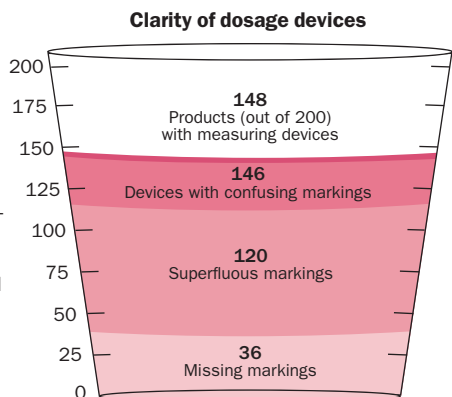 Clarity of dosage devices
200
175
150
125
100
75
50
25
0
148
Products (out of 200)
with measuring devices
146
Devices with confusing markings
120
Superfluous markings
36
Missing markings